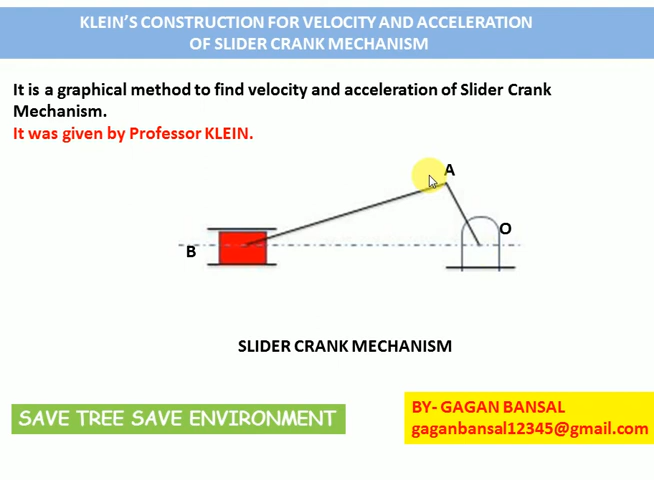 KLEIN'S CONSTRUCTION FOR VELOCITY AND ACCELERATION
OF SLIDER CRANK MECHANISM
It is a graphical method to find velocity and acceleration of Slider Crank
Mechanism.
It was given by Professor KLEIN.
A
O
B
SLIDER CRANK MECHANISM
SAVE TREE SAVE ENVIRONMENT
BY- GAGAN BANSAL
gaganbansal12345@gmail.com